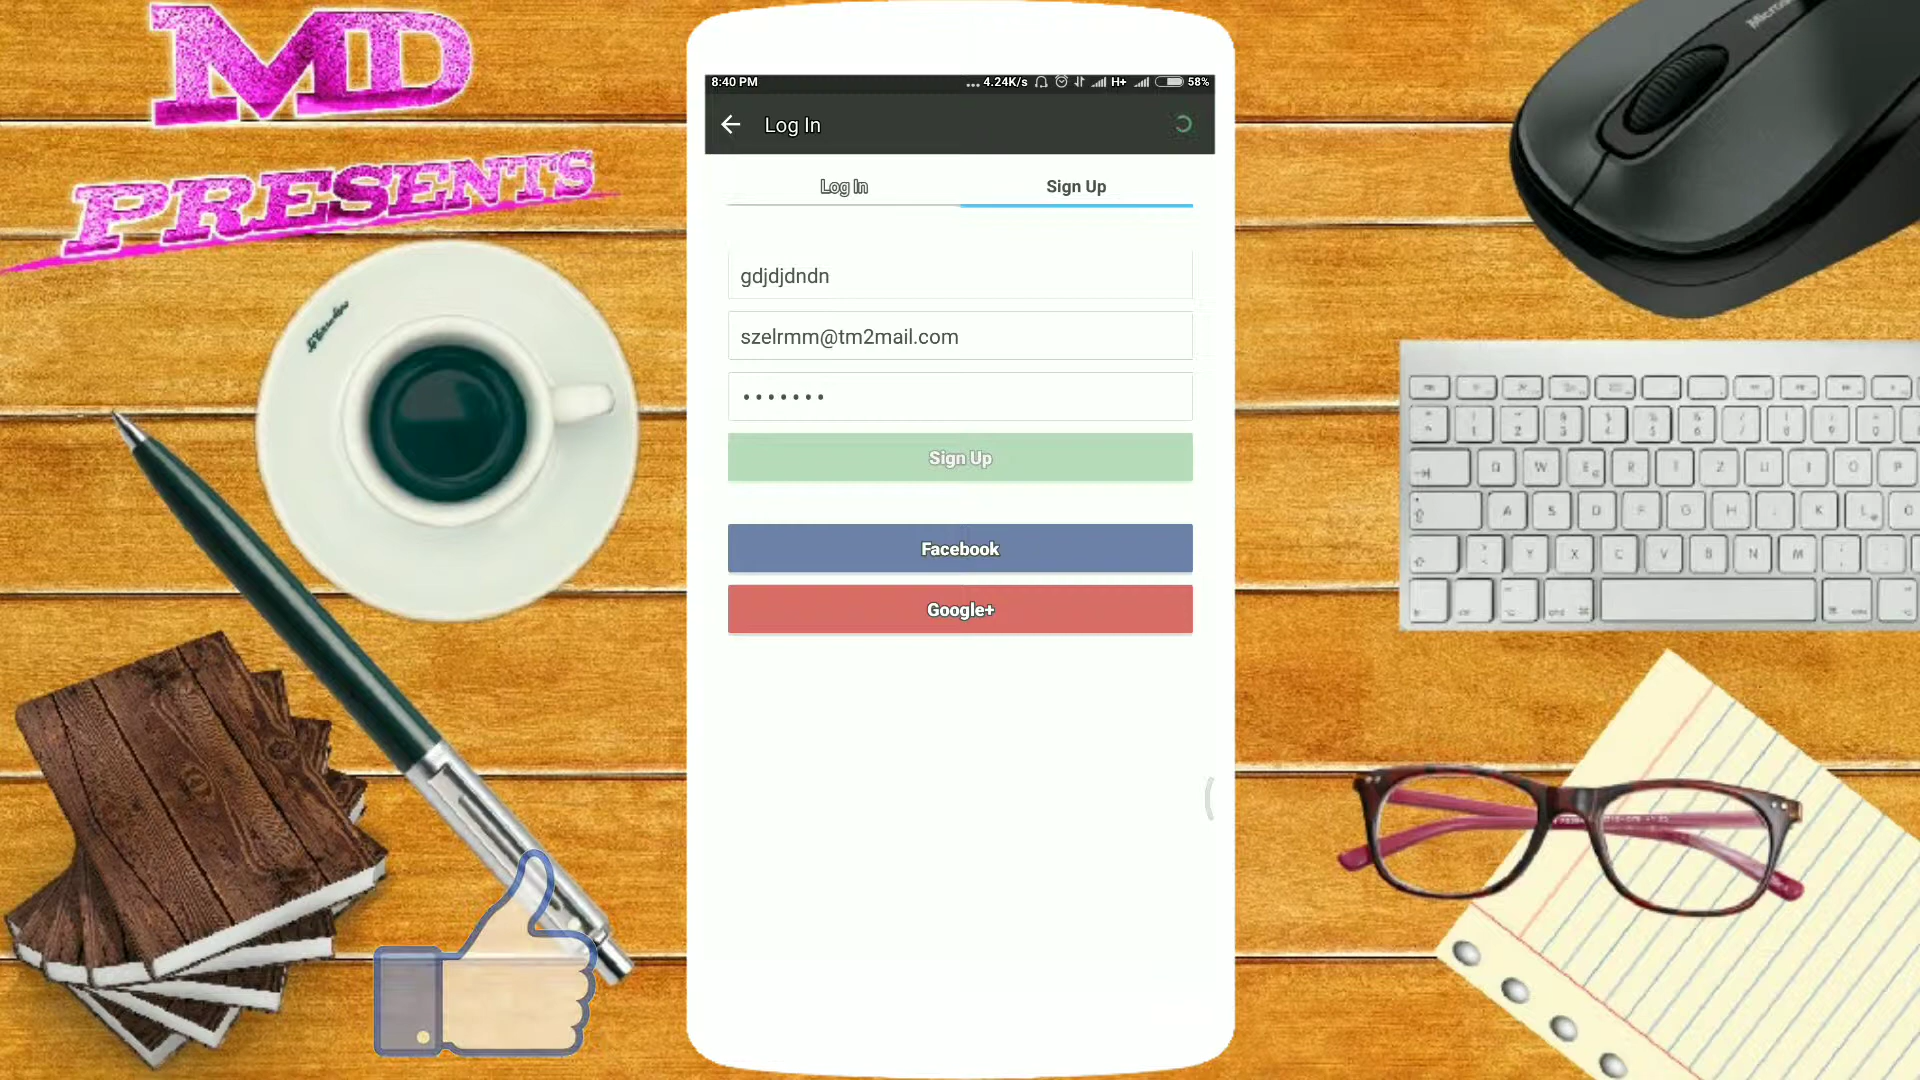 MD
PRESENTS
8:40 PM
... 4.24K/s H+ 58%
Log In
Log In
Sign Up
gdjdjdndn
szelrmm@tm2mail.com
•••••••
Sign Up
Facebook
Google+
Q W E R T Z U I O P
A S D F G H J K L
Y X C V B N M